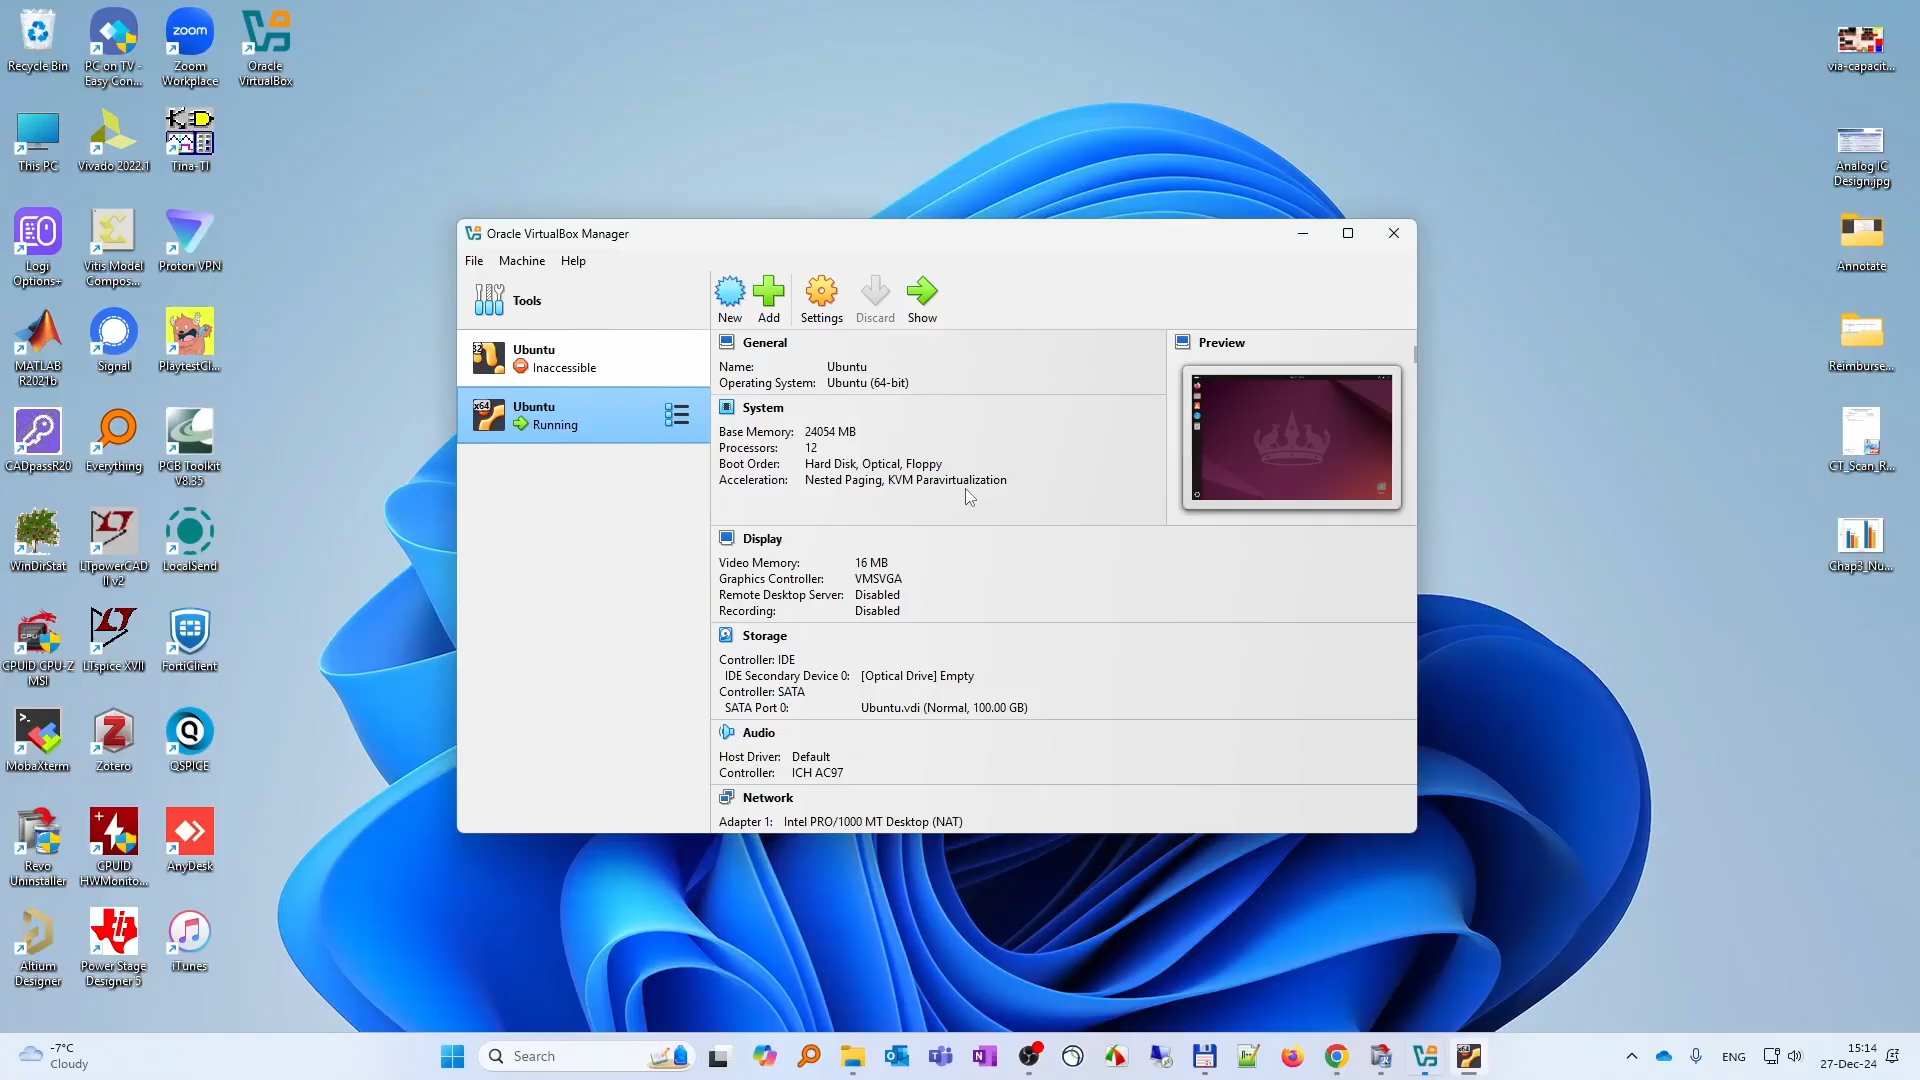 Recycle Bin
PC on TV -
Easy Con...
zoom
Zoom
Workplace
Oracle
VirtualBox
This PC
Vivado 2022.1
Tina-TI
Logi
Options+
Vitis Model
Compos...
Proton VPN
MATLAB
R2021b
Signal
PlaytestCl...
CADpassR20
Everything
PCB Toolkit
V8.35
WinDirStat
LTpowerCAD
II v2
LocalSend
CPUID CPU-Z
MSI
LTspice XVII
FortiClient
MobaXterm
Zotero
QSPICE
Revo
Uninstaller
CPUID
HWMonito...
AnyDesk
Altium
Designer
Power Stage
Designer 5
iTunes
via-capacit...
Analog IC
Design.jpg
Annotate
Reimburse...
CT_Scan_R...
Chap3_Nu...
Oracle VirtualBox Manager
File Machine Help
Tools
New Add Settings Discard Show
32
Ubuntu
Inaccessible
x64
Ubuntu
Running
General
Name: Ubuntu
Operating System: Ubuntu (64-bit)
Preview
System
Base Memory: 24054 MB
Processors: 12
Boot Order: Hard Disk, Optical, Floppy
Acceleration: Nested Paging, KVM Paravirtualization
Display
Video Memory: 16 MB
Graphics Controller: VMSVGA
Remote Desktop Server: Disabled
Recording: Disabled
Storage
Controller: IDE
IDE Secondary Device 0: [Optical Drive] Empty
Controller: SATA
SATA Port 0: Ubuntu.vdi (Normal, 100.00 GB)
Audio
Host Driver: Default
Controller: ICH AC97
Network
Adapter 1: Intel PRO/1000 MT Desktop (NAT)
-7°C
Cloudy
Search
ENG
15:14
27-Dec-24